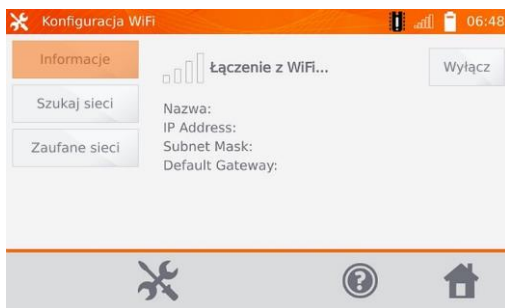 Konfiguracja WiFi
06:48
Informacje
Łączenie z WiFi...
Wyłącz
Szukaj sieci
Nazwa:
IP Address:
Zaufane sieci
Subnet Mask:
Default Gateway:
?